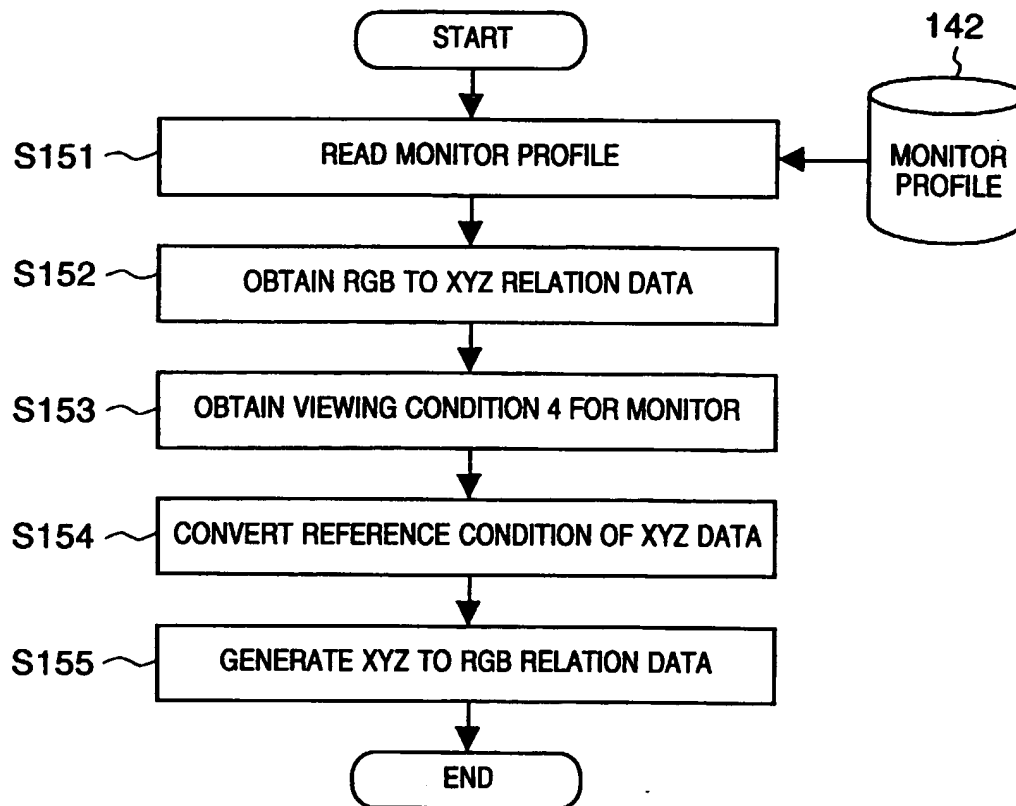 START
142
S151
READ MONITOR PROFILE
MONITOR
PROFILE
S152
OBTAIN RGB TO XYZ RELATION DATA
S153
OBTAIN VIEWING CONDITION 4 FOR MONITOR
S154
CONVERT REFERENCE CONDITION OF XYZ DATA
S155
GENERATE XYZ TO RGB RELATION DATA
END